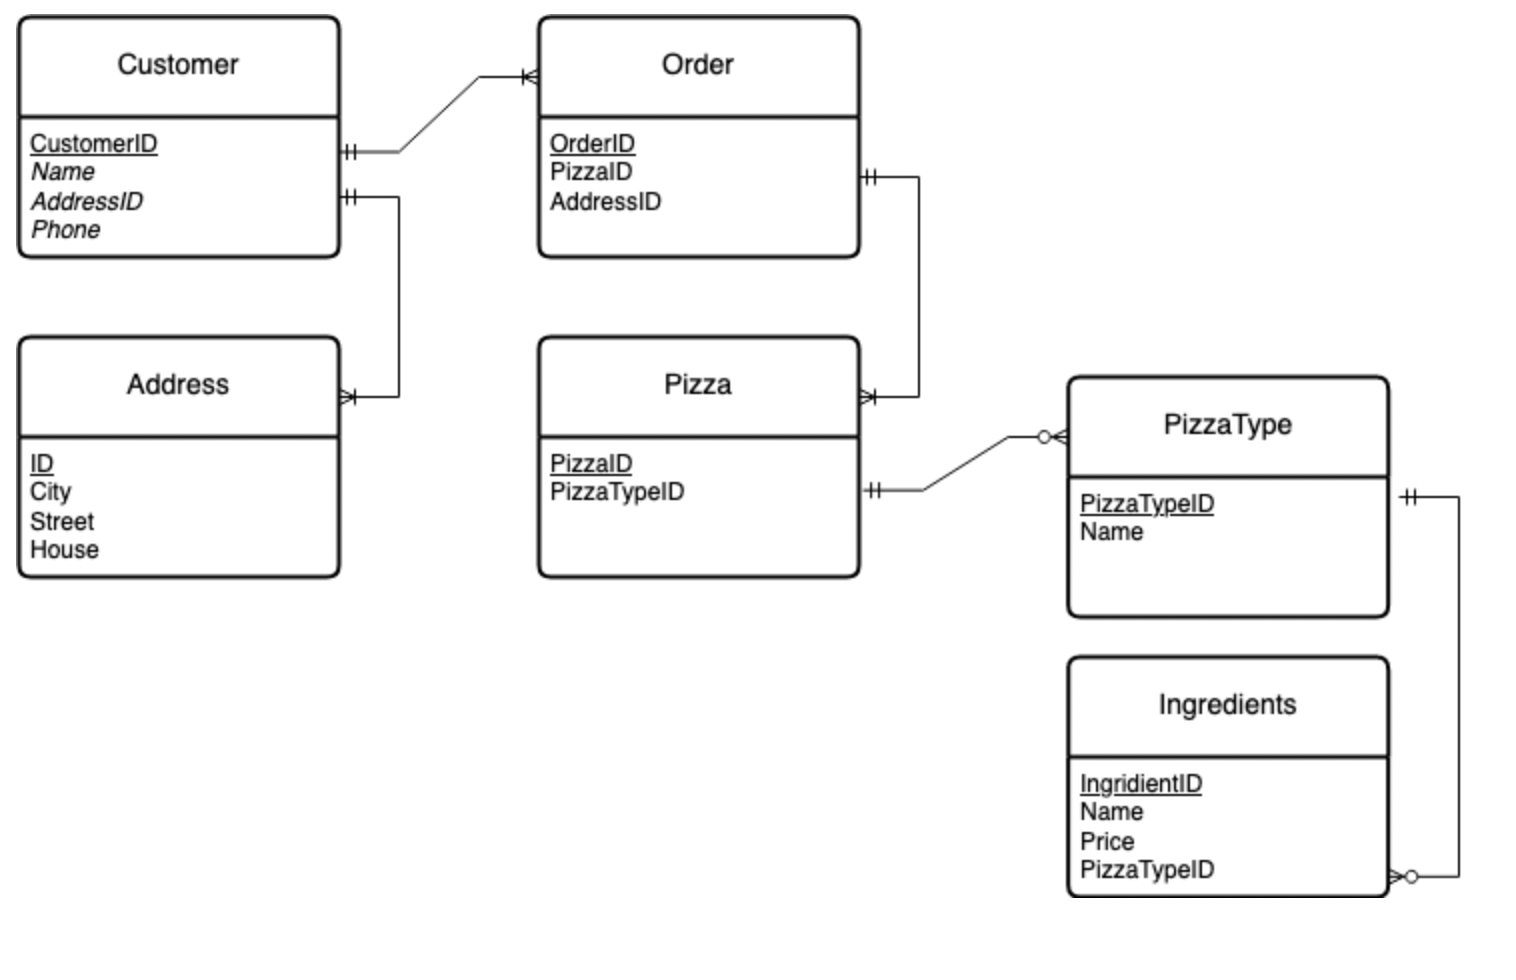 Customer
CustomerID
Name
AddressID
Phone
Order
OrderID
PizzaID
AddressID
Address
ID
City
Street
House
Pizza
PizzaID
PizzaTypeID
PizzaType
PizzaTypeID
Name
Ingredients
IngridientID
Name
Price
PizzaTypeID